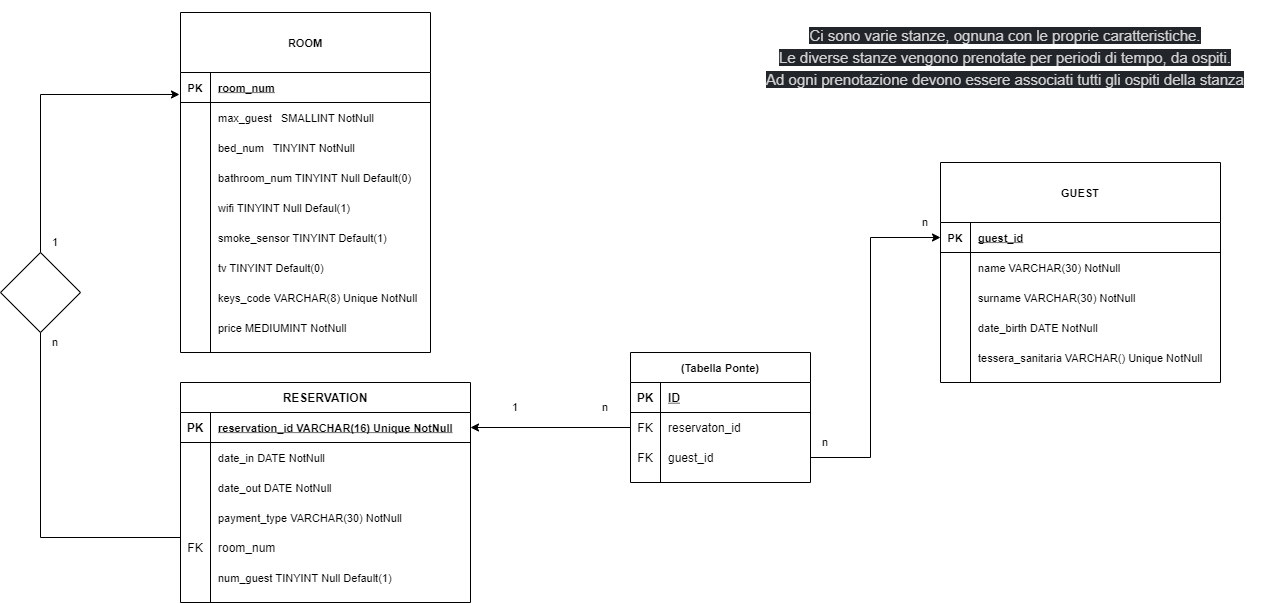 Ci sono varie stanze, ognuna con le proprie caratteristiche.
Le diverse stanze vengono prenotate per periodi di tempo, da ospiti.
Ad ogni prenotazione devono essere associati tutti gli ospiti della stanza
ROOM
PK room_num
max_guest SMALLINT NotNull
bed_num TINYINT NotNull
bathroom_num TINYINT Null Default(0)
wifi TINYINT Null Defaul(1)
smoke_sensor TINYINT Default(1)
tv TINYINT Default(0)
keys_code VARCHAR(8) Unique NotNull
price MEDIUMINT NotNull
1
n
RESERVATION
PK reservation_id VARCHAR(16) Unique NotNull
date_in DATE NotNull
date_out DATE NotNull
payment_type VARCHAR(30) NotNull
FK room_num
num_guest TINYINT Null Default(1)
1 n
(Tabella Ponte)
PK ID
FK reservaton_id
FK guest_id
n
n
GUEST
PK guest_id
name VARCHAR(30) NotNull
surname VARCHAR(30) NotNull
date_birth DATE NotNull
tessera_sanitaria VARCHAR() Unique NotNull